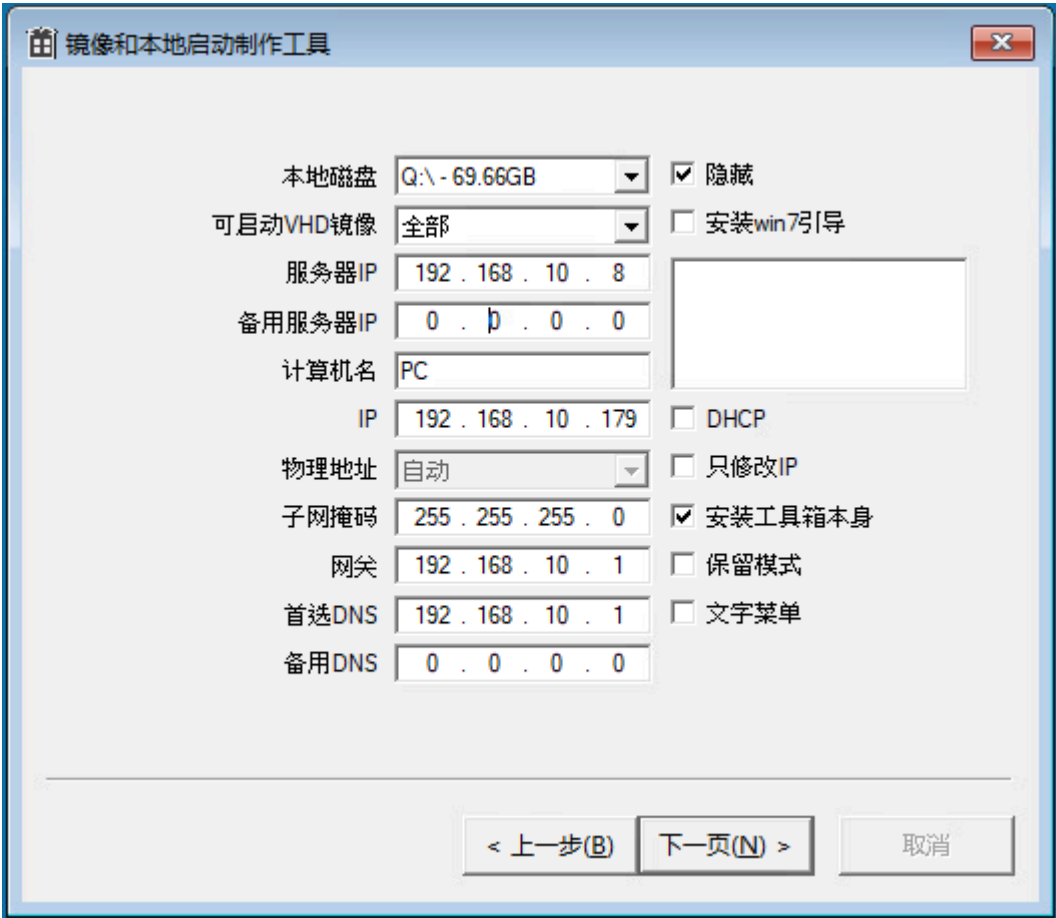 镜像和本地启动制作工具
本地磁盘 Q:\ - 69.66GB 隐藏
可启动VHD镜像 全部 安装win7引导
服务器IP 192 . 168 . 10 . 8
备用服务器IP 0 . 0 . 0 . 0
计算机名 PC
IP 192 . 168 . 10 . 179 DHCP
物理地址 自动 只修改IP
子网掩码 255 . 255 . 255 . 0 安装工具箱本身
网关 192 . 168 . 10 . 1 保留模式
首选DNS 192 . 168 . 10 . 1 文字菜单
备用DNS 0 . 0 . 0 . 0
< 上一步(B) 下一页(N) > 取消